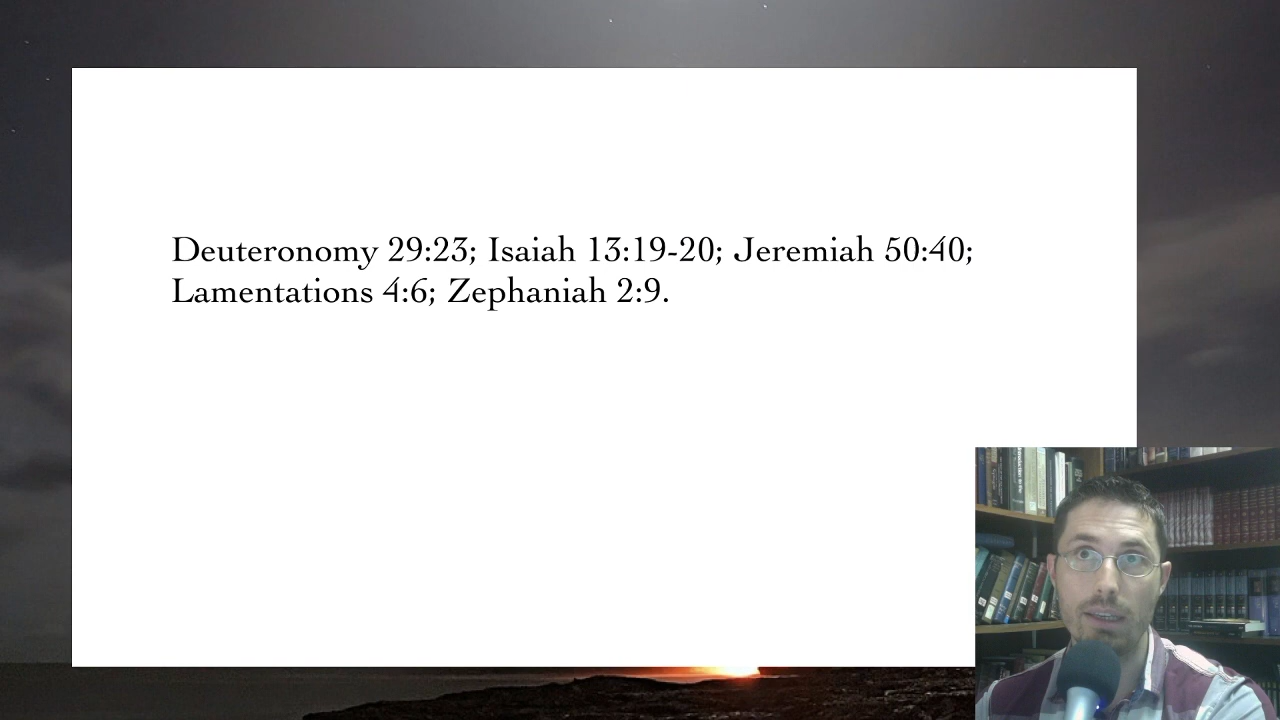 Deuteronomy 29:23; Isaiah 13:19-20; Jeremiah 50:40;
Lamentations 4:6; Zephaniah 2:9.